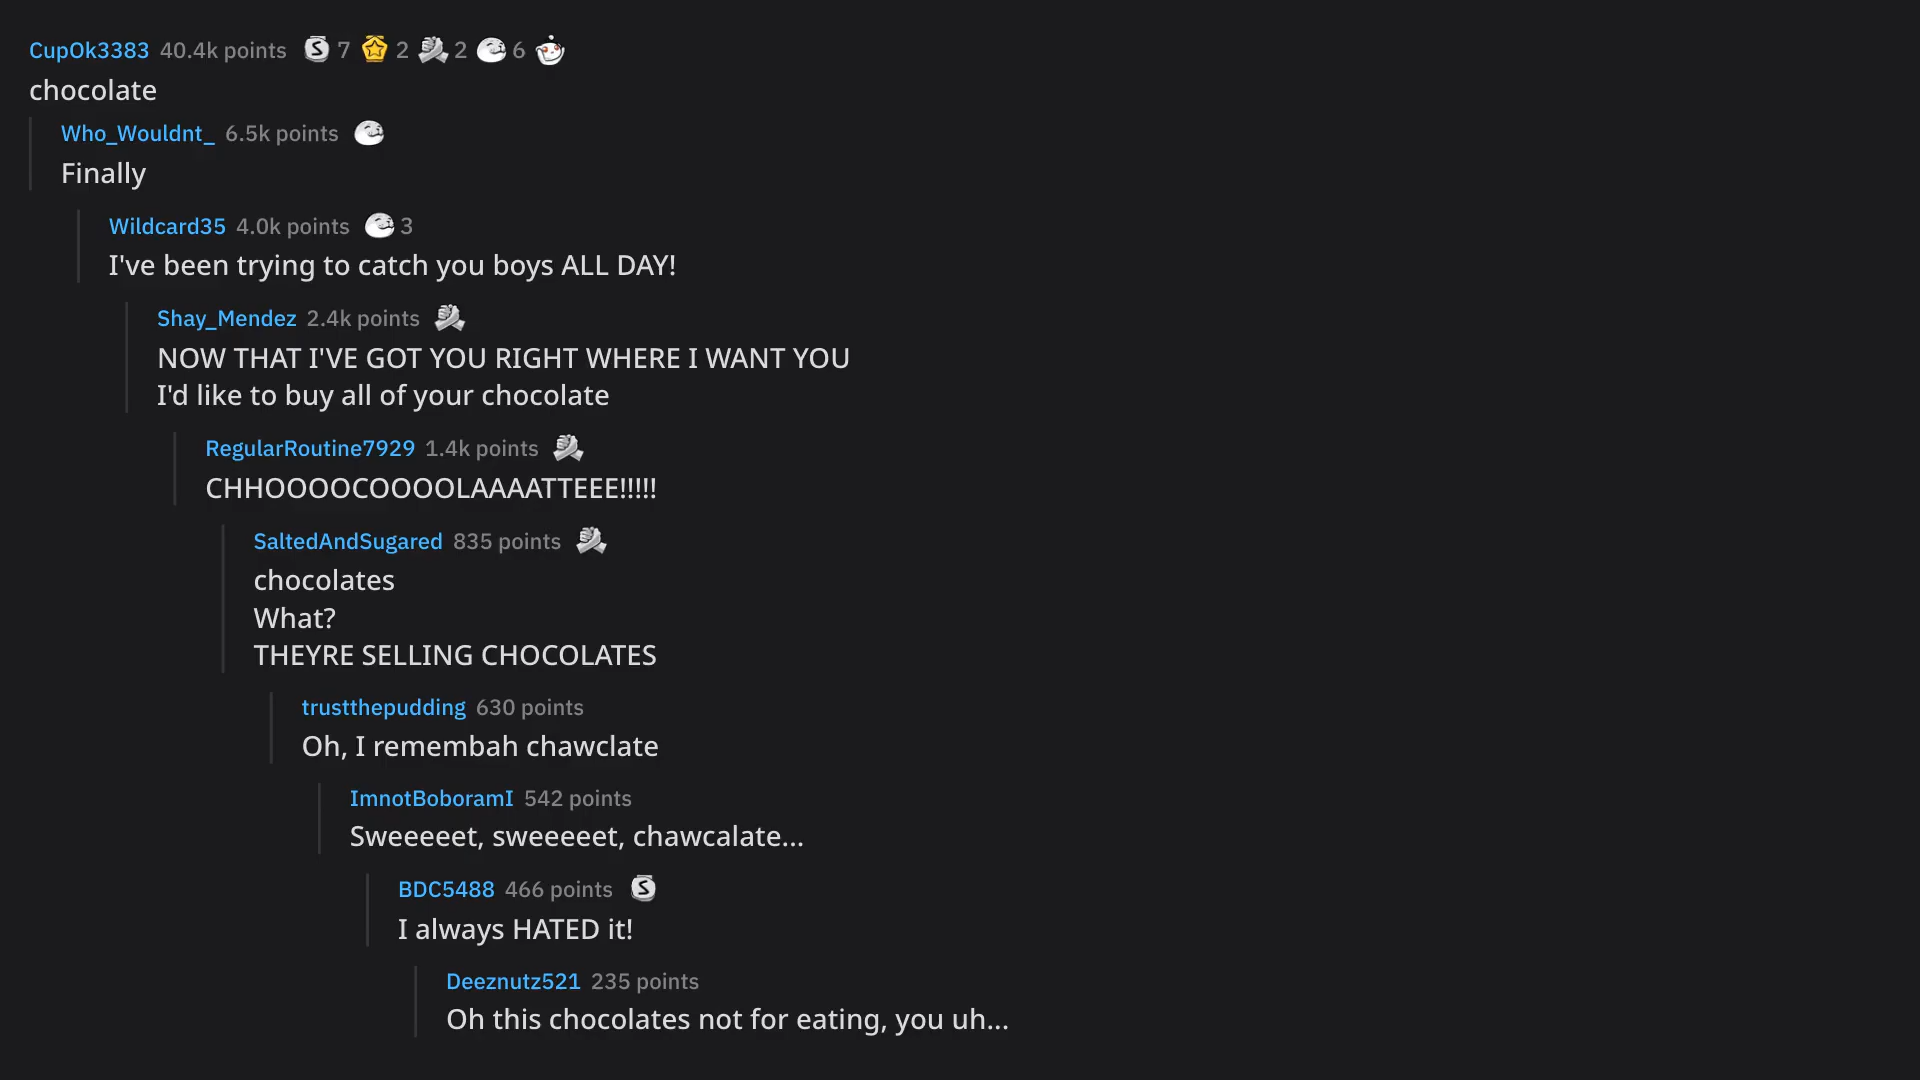 CupOk3383 40.4k points 7 2 2 6
chocolate
Who_Wouldnt_ 6.5k points
Finally
Wildcard35 4.0k points 3
I've been trying to catch you boys ALL DAY!
Shay_Mendez 2.4k points
NOW THAT I'VE GOT YOU RIGHT WHERE I WANT YOU
I'd like to buy all of your chocolate
RegularRoutine7929 1.4k points
CHHOOOOCOOOOLAAAATTEEE!!!!!
SaltedAndSugared 835 points
chocolates
What?
THEYRE SELLING CHOCOLATES
trustthepudding 630 points
Oh, I remembah chawclate
ImnotBoboramI 542 points
Sweeeeet, sweeeeet, chawcalate...
BDC5488 466 points
I always HATED it!
Deeznutz521 235 points
Oh this chocolates not for eating, you uh...